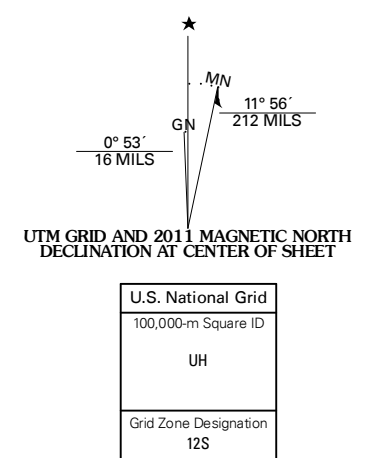 ★
MN
11° 56´
212 MILS
GN
0° 53´
16 MILS
UTM GRID AND 2011 MAGNETIC NORTH
DECLINATION AT CENTER OF SHEET
U.S. National Grid
100,000-m Square ID
UH
Grid Zone Designation
12S